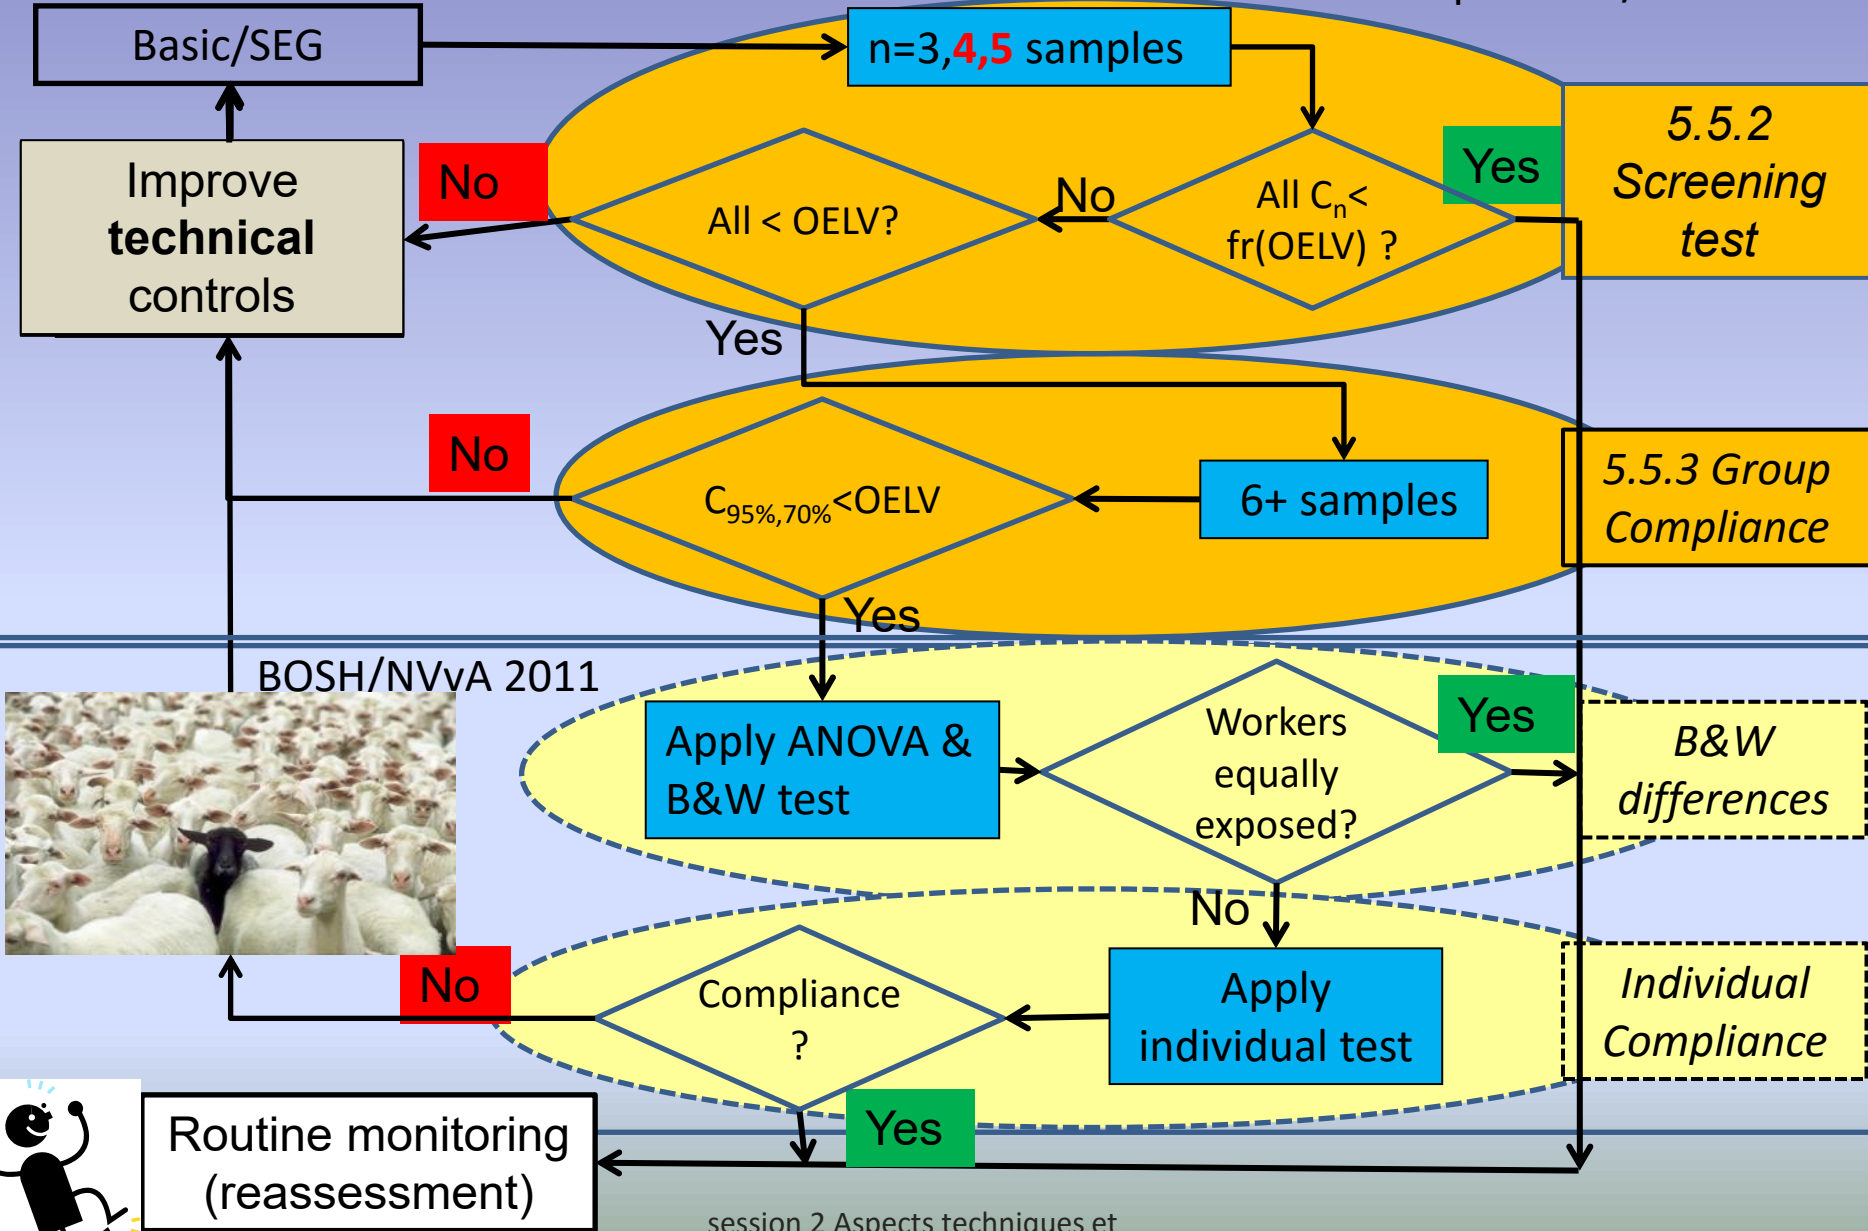 Basic/SEG
n=3,4,5 samples
5.5.2
Screening
test
Improve
technical
controls
No
All < OELV?
No
All Cn<
fr(OELV) ?
Yes
Yes
No
C95%,70%<OELV
6+ samples
5.5.3 Group
Compliance
Yes
BOSH/NVvA 2011
Apply ANOVA &
B&W test
Workers
equally
exposed?
Yes
B&W
differences
No
No
Compliance
?
Apply
individual test
Individual
Compliance
Yes
Routine monitoring
(reassessment)
session 2 Aspects techniques et